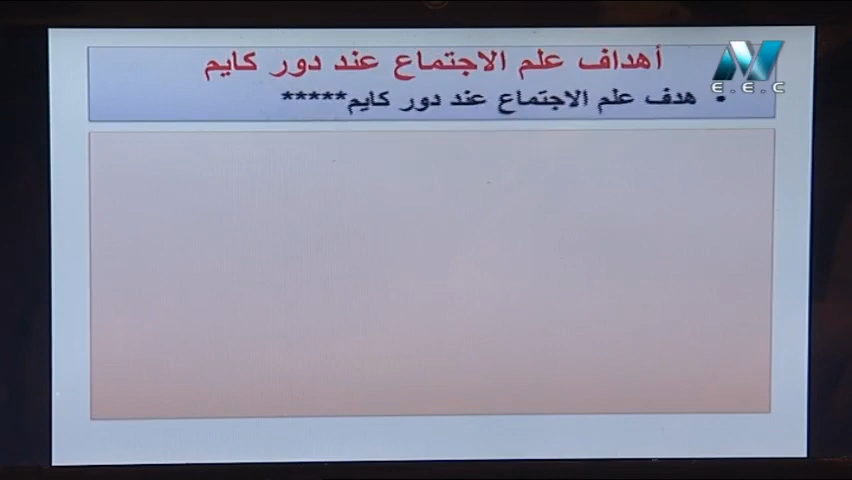 أهداف علم الاجتماع عند دور كايم
• هدف علم الاجتماع عند دور كايم*****
E.E.C